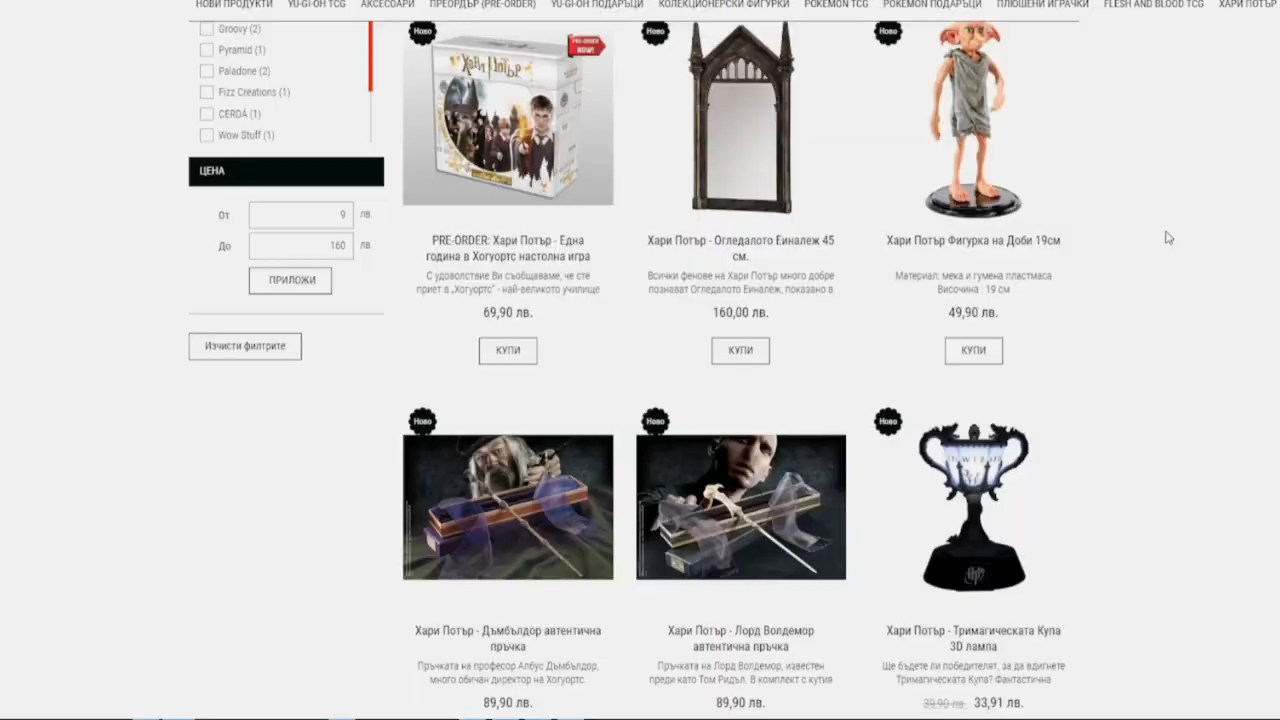 НОВИ ПРОДУКТИ YU-GI-OH TCG АКСЕСОАРИ ПРЕОРДЪР (PRE-ORDER) YU-GI-OH ПОДАРЪЦИ КОЛЕКЦИОНЕРСКИ ФИГУРКИ POKEMON TCG POKEMON ПОДАРЪЦИ ПЛЮШЕНИ ИГРАЧКИ FLESH AND BLOOD TCG ХАРИ ПОТЪР
Groovy (2)
Pyramid (1)
Paladone (2)
Fizz Creations (1)
CERDÁ (1)
Wow Stuff (1)
ЦЕНА
От 9 лв.
До 160 лв.
ПРИЛОЖИ
Изчисти филтрите
Ново
PRE-ORDER
NOW!
Хари Потър
PRE-ORDER: Хари Потър - Една
година в Хогуортс настолна игра
С удоволствие Ви съобщаваме, че сте
приет в „Хогуортс" - най-великото училище
69,90 лв.
КУПИ
Ново
Хари Потър - Огледалото Еиналеж 45
см.
Всички фенове на Хари Потър много добре
познават Огледалото Еиналеж, показано в
160,00 лв.
КУПИ
Ново
Хари Потър Фигурка на Доби 19см
Материал: мека и гумена пластмаса
Височина : 19 см
49,90 лв.
КУПИ
Ново
Хари Потър - Дъмбълдор автентична
пръчка
Пръчката на професор Албус Дъмбълдор,
много обичан директор на Хогуортс.
89,90 лв.
Ново
Хари Потър - Лорд Волдемор
автентична пръчка
Пръчката на Лорд Волдемор, известен
преди като Том Ридъл. В комплект с кутия
89,90 лв.
Ново
Хари Потър - Тримагическата Купа
3D лампа
Ще бъдете ли победителят, за да вдигнете
Тримагическата Купа? Фантастична
39,90 лв. 33,91 лв.